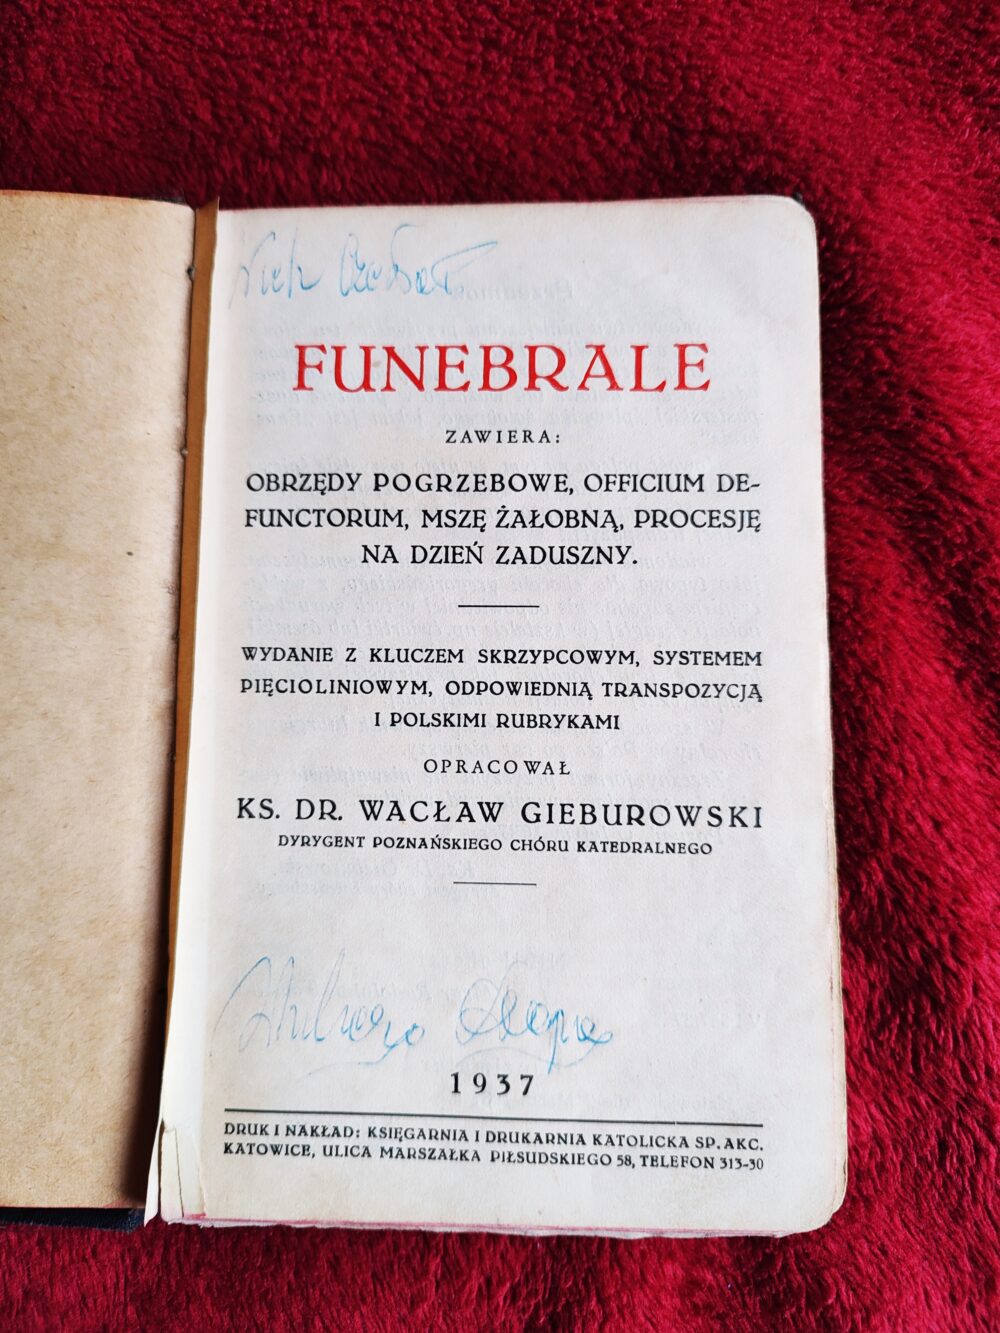 FUNEBRALE
ZAWIERA:
OBRZĘDY POGRZEBOWE, OFFICIUM DE-
FUNCTORUM, MSZĘ ŻAŁOBNĄ, PROCESJĘ
NA DZIEŃ ZADUSZNY.
WYDANIE Z KLUCZEM SKRZYPCOWYM, SYSTEMEM
PIĘCIOLINIOWYM, ODPOWIEDNIĄ TRANSPOZYCJĄ
I POLSKIMI RUBRYKAMI
OPRACOWAŁ
KS. DR. WACŁAW GIEBUROWSKI
DYRYGENT POZNAŃSKIEGO CHÓRU KATEDRALNEGO
1937
DRUK I NAKŁAD: KSIĘGARNIA I DRUKARNIA KATOLICKA SP. AKC.
KATOWICE, ULICA MARSZAŁKA PIŁSUDSKIEGO 58, TELEFON 313-30